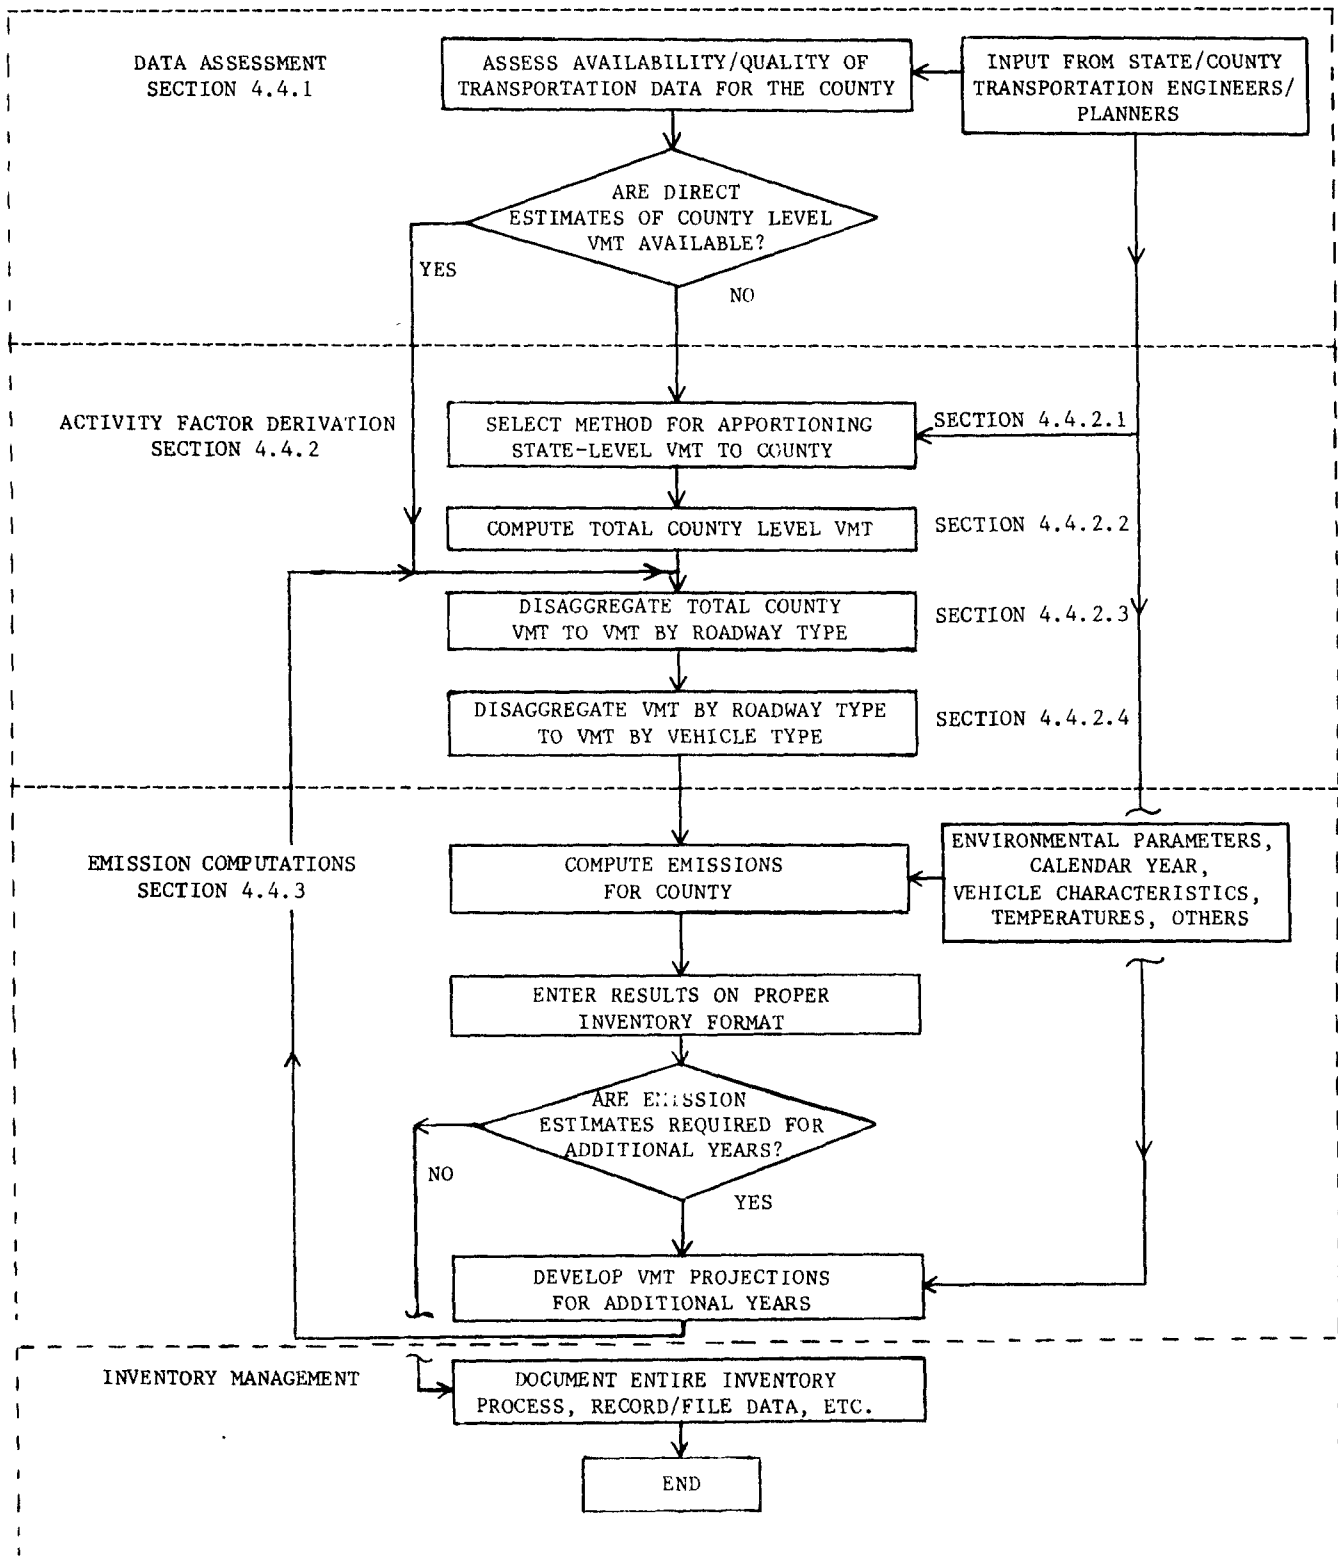 DATA ASSESSMENT
SECTION 4.4.1
ASSESS AVAILABILITY/QUALITY OF
TRANSPORTATION DATA FOR THE COUNTY
INPUT FROM STATE/COUNTY
TRANSPORTATION ENGINEERS/
PLANNERS
ARE DIRECT
ESTIMATES OF COUNTY LEVEL
VMT AVAILABLE?
YES
NO
ACTIVITY FACTOR DERIVATION
SECTION 4.4.2
SELECT METHOD FOR APPORTIONING
STATE-LEVEL VMT TO COUNTY
SECTION 4.4.2.1
COMPUTE TOTAL COUNTY LEVEL VMT
SECTION 4.4.2.2
DISAGGREGATE TOTAL COUNTY
VMT TO VMT BY ROADWAY TYPE
SECTION 4.4.2.3
DISAGGREGATE VMT BY ROADWAY TYPE
TO VMT BY VEHICLE TYPE
SECTION 4.4.2.4
EMISSION COMPUTATIONS
SECTION 4.4.3
COMPUTE EMISSIONS
FOR COUNTY
ENVIRONMENTAL PARAMETERS,
CALENDAR YEAR,
VEHICLE CHARACTERISTICS,
TEMPERATURES, OTHERS
ENTER RESULTS ON PROPER
INVENTORY FORMAT
ARE EMISSION
ESTIMATES REQUIRED FOR
ADDITIONAL YEARS?
NO
YES
DEVELOP VMT PROJECTIONS
FOR ADDITIONAL YEARS
INVENTORY MANAGEMENT
DOCUMENT ENTIRE INVENTORY
PROCESS, RECORD/FILE DATA, ETC.
END